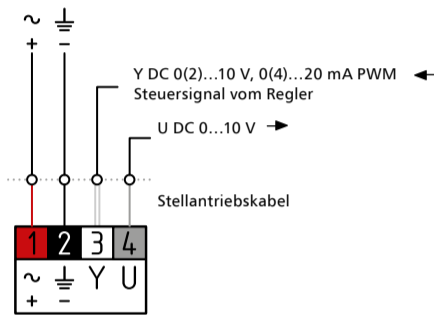 ~ ⏚
+ −
Y DC 0(2)...10 V, 0(4)...20 mA PWM
Steuersignal vom Regler
U DC 0...10 V
Stellantriebskabel
1 2 3 4
~ ⏚ Y U
+ −